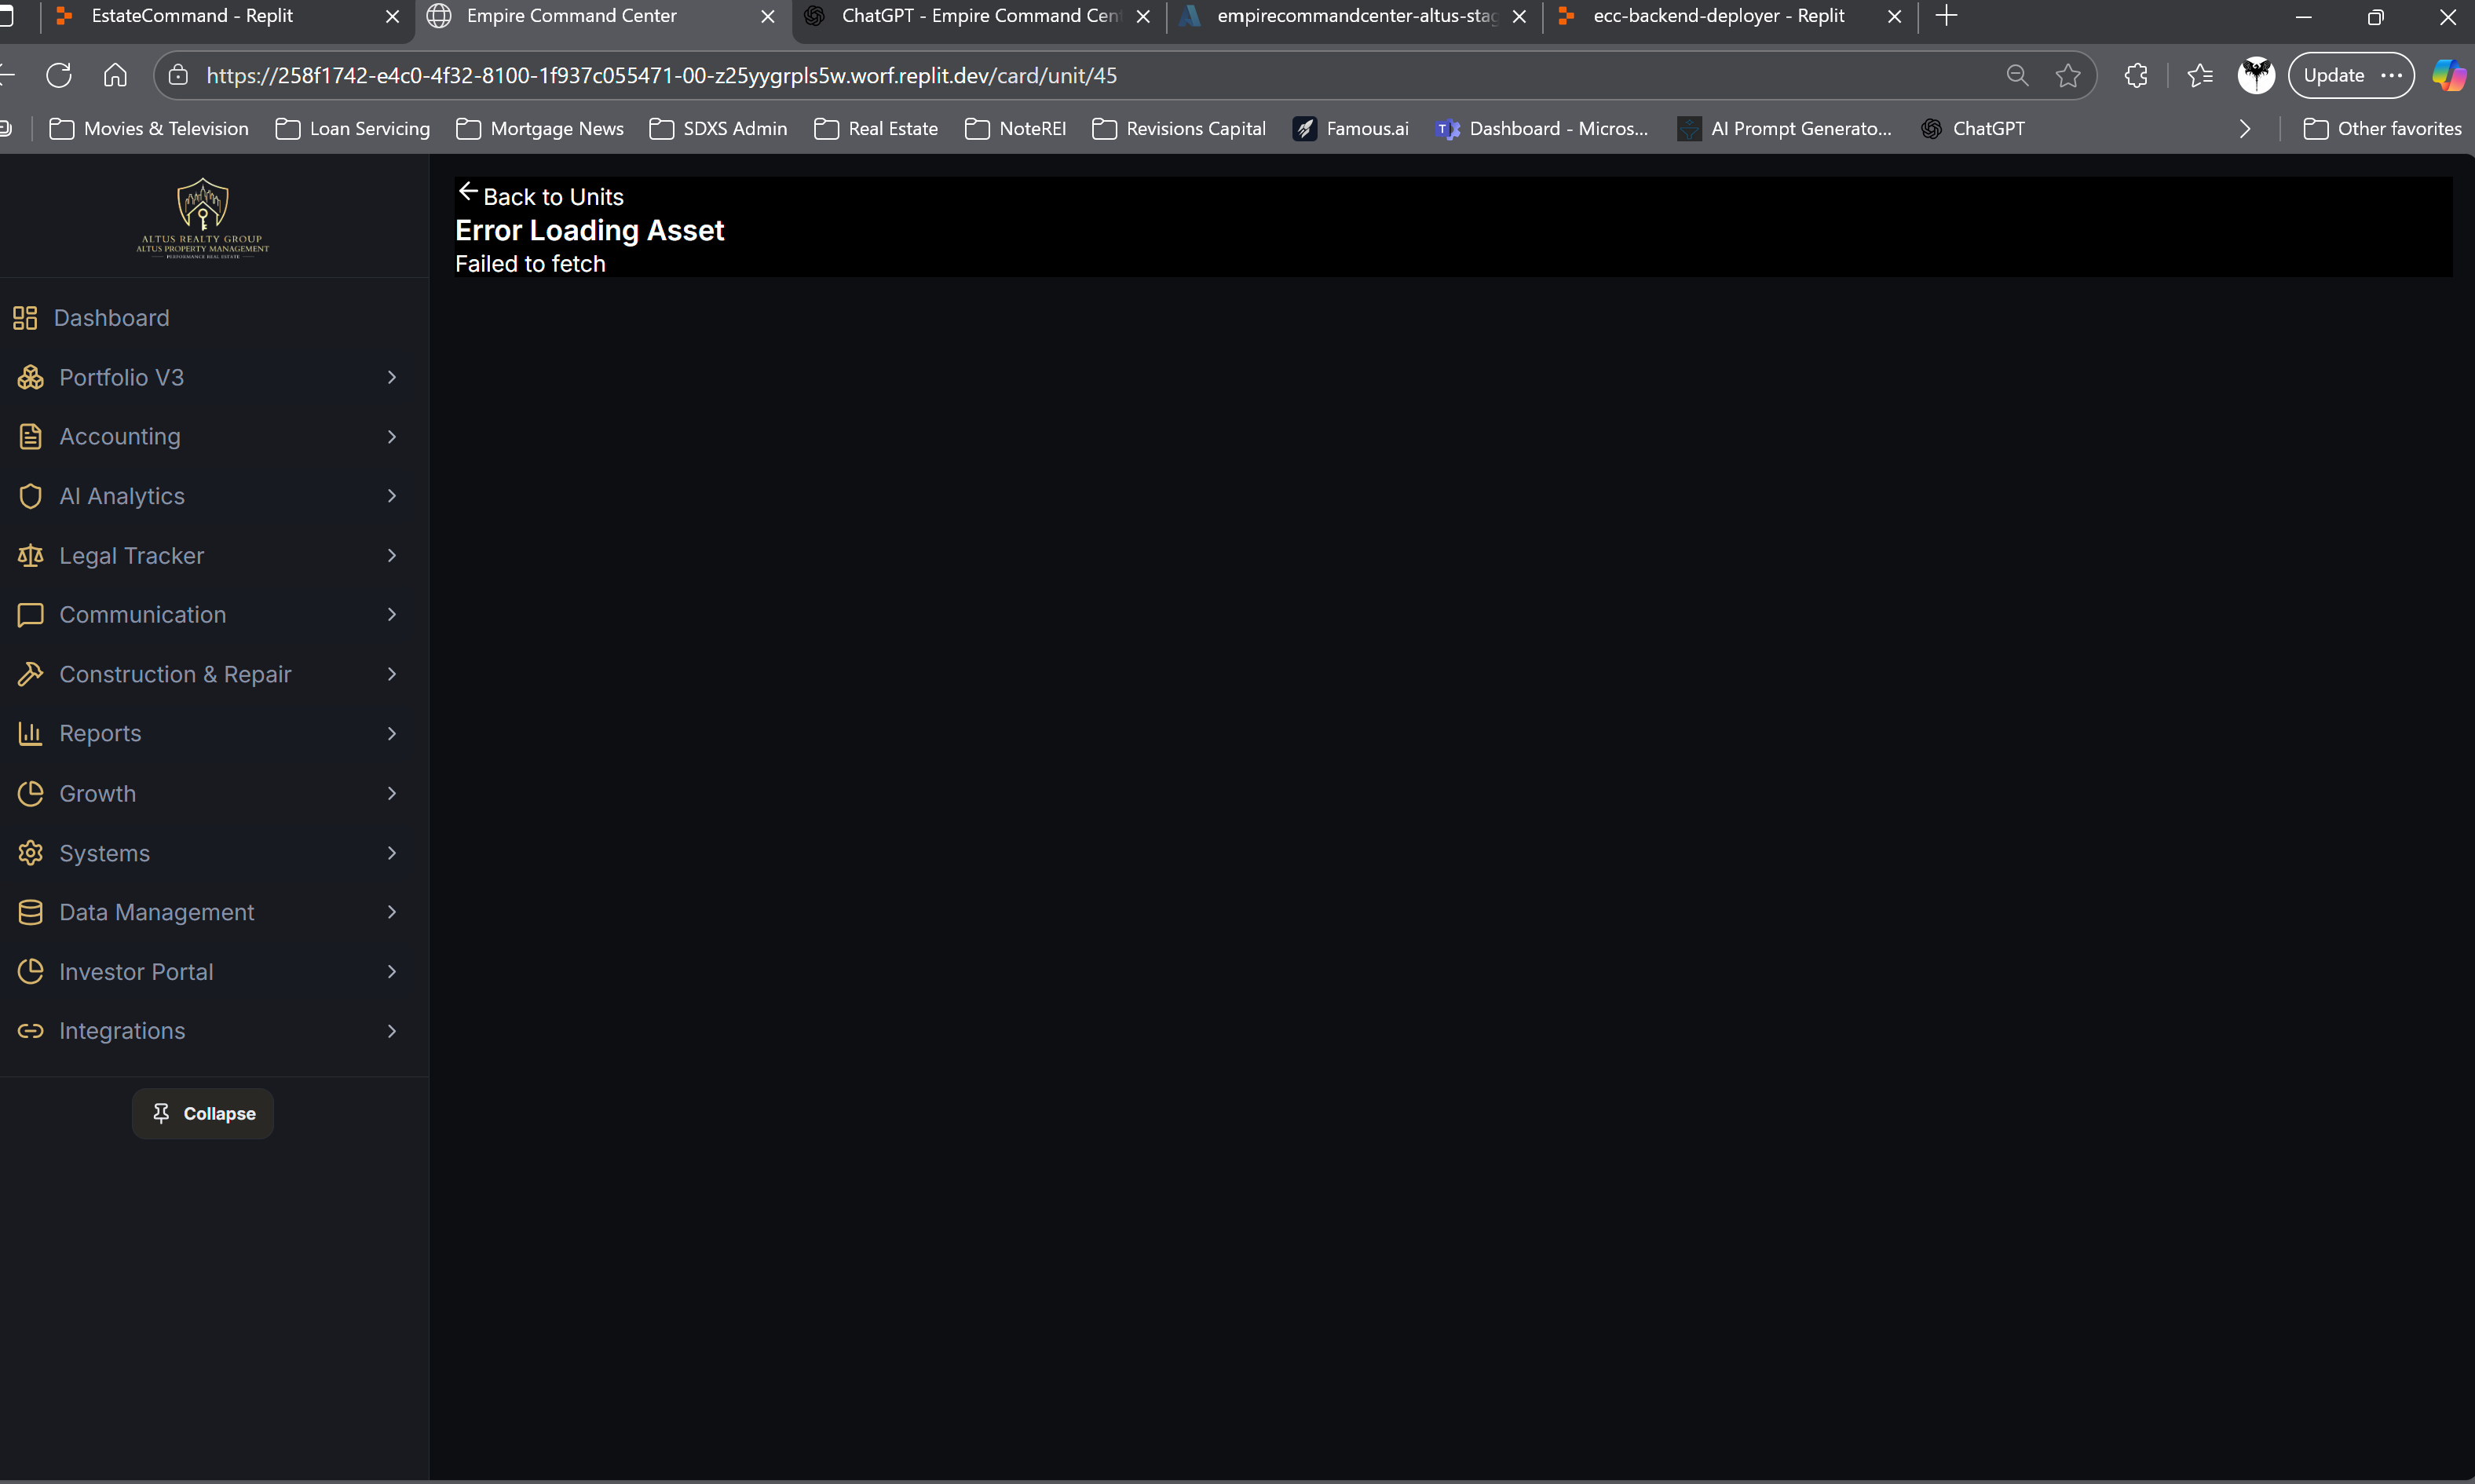 EstateCommand - Replit
Empire Command Center
ChatGPT - Empire Command Cen
empirecommandcenter-altus-stag
ecc-backend-deployer - Replit
https://258f1742-e4c0-4f32-8100-1f937c055471-00-z25yygrpls5w.worf.replit.dev/card/unit/45
Update
Movies & Television
Loan Servicing
Mortgage News
SDXS Admin
Real Estate
NoteREI
Revisions Capital
Famous.ai
Dashboard - Micros...
AI Prompt Generato...
ChatGPT
Other favorites
ALTUS REALTY GROUP
ALTUS PROPERTY MANAGEMENT
PERFORMANCE REAL ESTATE
Back to Units
Error Loading Asset
Failed to fetch
Dashboard
Portfolio V3
Accounting
AI Analytics
Legal Tracker
Communication
Construction & Repair
Reports
Growth
Systems
Data Management
Investor Portal
Integrations
Collapse